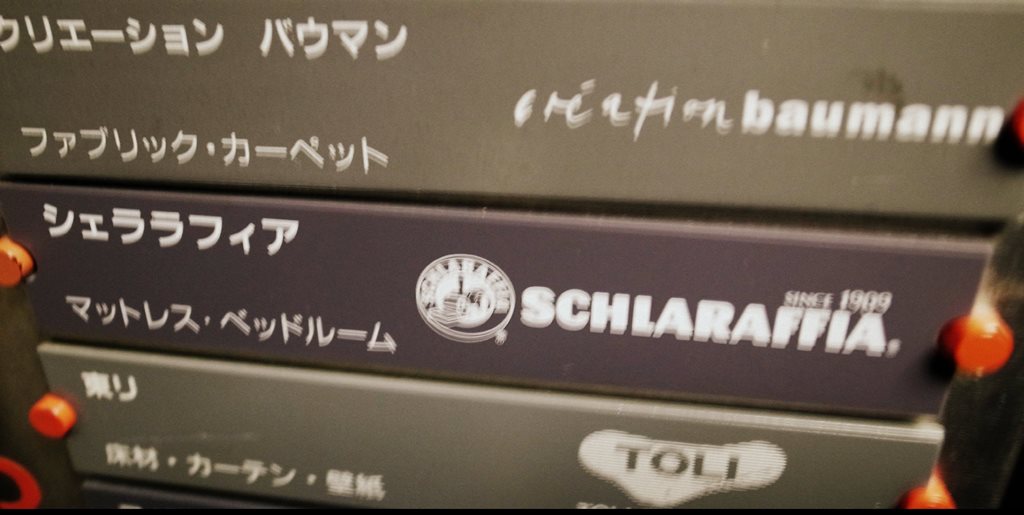 クリエーション バウマン
création baumann
ファブリック・カーペット
シェララフィア
SCHLARAFFIA
SINCE 1909
SCHLARAFFIA
マットレス・ベッドルーム
東リ
TOLI
床材・カーテン・壁紙